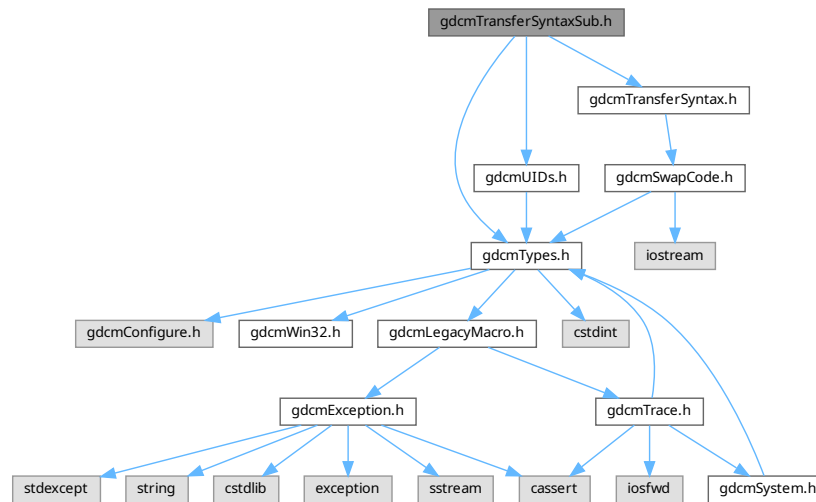 gdcmTransferSyntaxSub.h
gdcmTransferSyntax.h
gdcmUIDs.h
gdcmSwapCode.h
gdcmTypes.h
iostream
gdcmConfigure.h
gdcmWin32.h
gdcmLegacyMacro.h
cstdint
gdcmException.h
gdcmTrace.h
stdexcept
string
cstdlib
exception
sstream
cassert
iosfwd
gdcmSystem.h